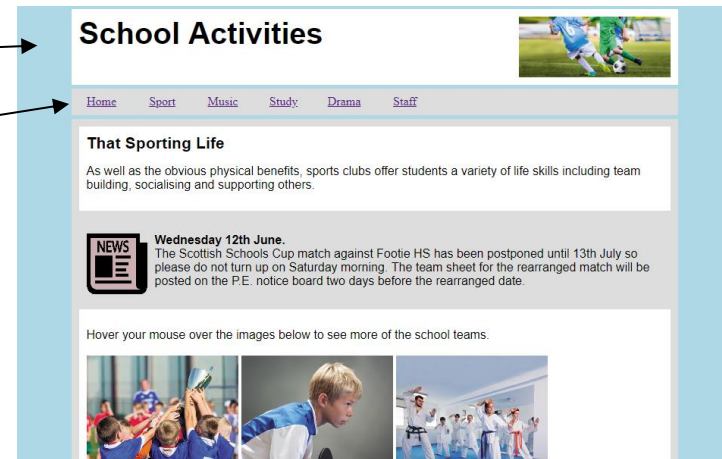 School Activities
Home Sport Music Study Drama Staff
That Sporting Life
As well as the obvious physical benefits, sports clubs offer students a variety of life skills including team
building, socialising and supporting others.
NEWS
Wednesday 12th June.
The Scottish Schools Cup match against Footie HS has been postponed until 13th July so
please do not turn up on Saturday morning. The team sheet for the rearranged match will be
posted on the P.E. notice board two days before the rearranged date.
Hover your mouse over the images below to see more of the school teams.